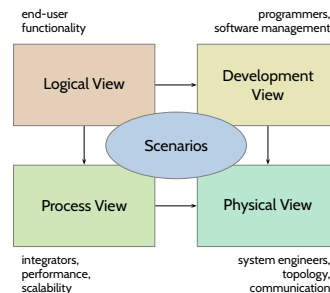 end-user
functionality
programmers,
software management
Logical View
Development
View
Scenarios
Process View
Physical View
integrators,
performance,
scalability
system engineers,
topology,
communication